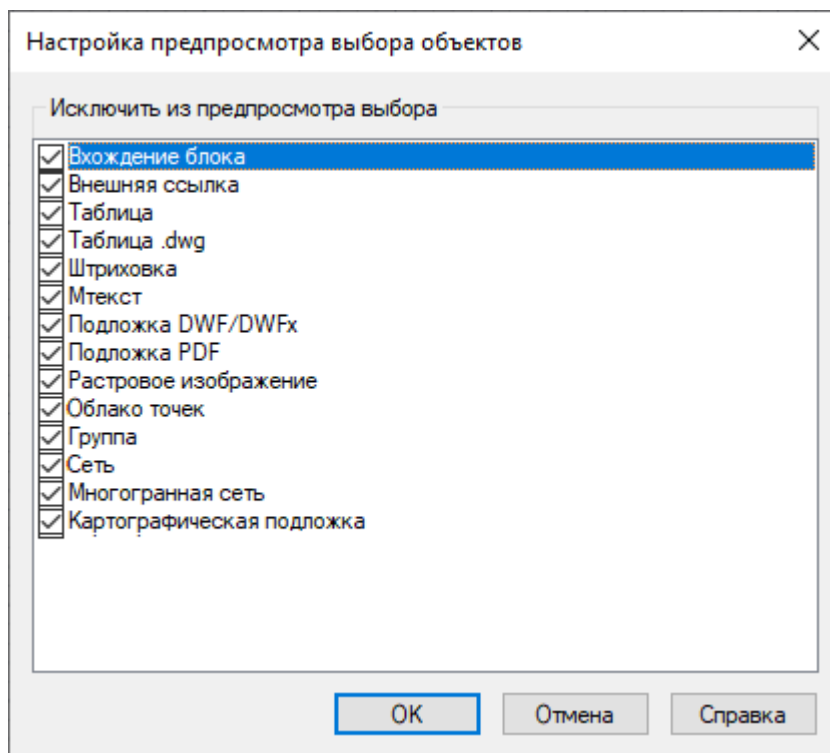 Настройка предпросмотра выбора объектов
Исключить из предпросмотра выбора
Вхождение блока
Внешняя ссылка
Таблица
Таблица .dwg
Штриховка
Мтекст
Подложка DWF/DWFx
Подложка PDF
Растровое изображение
Облако точек
Группа
Сеть
Многогранная сеть
Картографическая подложка
OK Отмена Справка